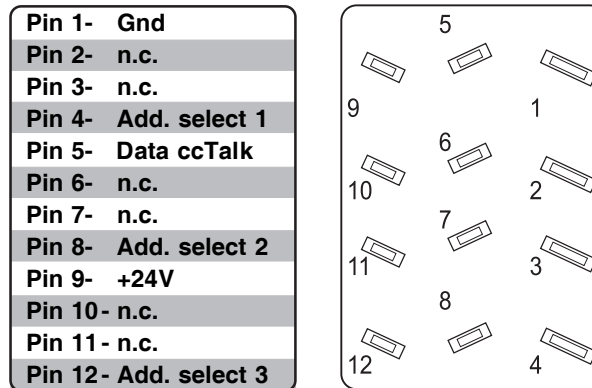 Pin 1- Gnd
Pin 2- n.c.
Pin 3- n.c.
Pin 4- Add. select 1
Pin 5- Data ccTalk
Pin 6- n.c.
Pin 7- n.c.
Pin 8- Add. select 2
Pin 9- +24V
Pin 10- n.c.
Pin 11- n.c.
Pin 12- Add. select 3
5
9
1
6
10
2
7
11
3
8
12
4